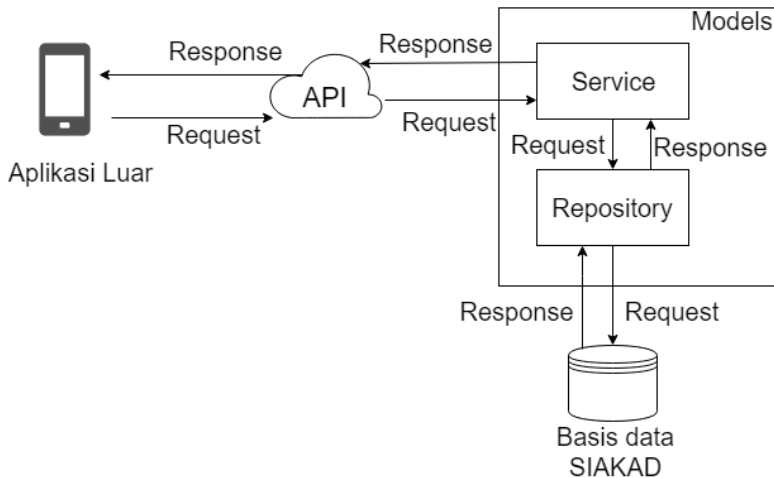 Models
Response
Response
Service
API
Request
Request
Request
Response
Aplikasi Luar
Repository
Response
Request
Basis data
SIAKAD